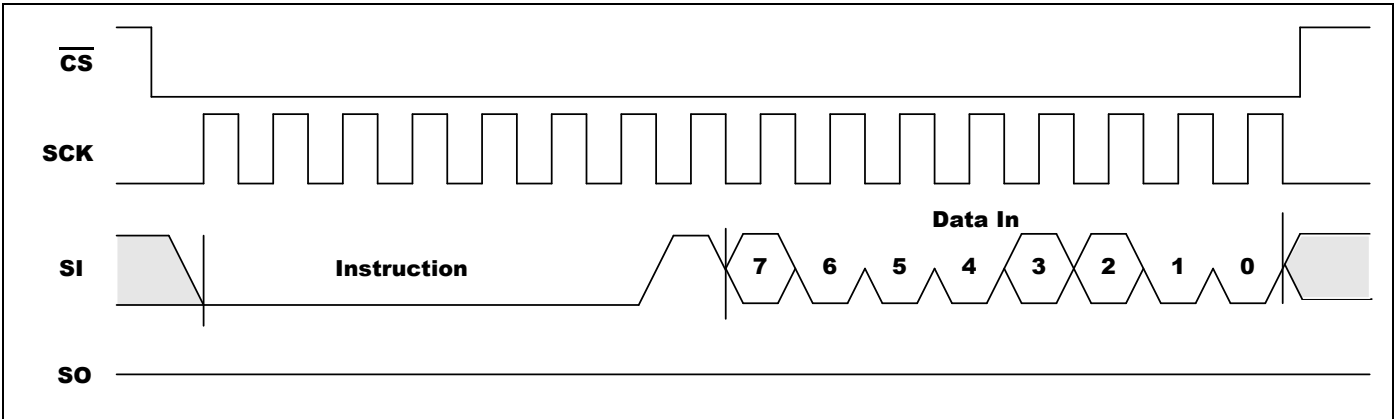 CS
SCK
Data In
SI Instruction 7 6 5 4 3 2 1 0
SO